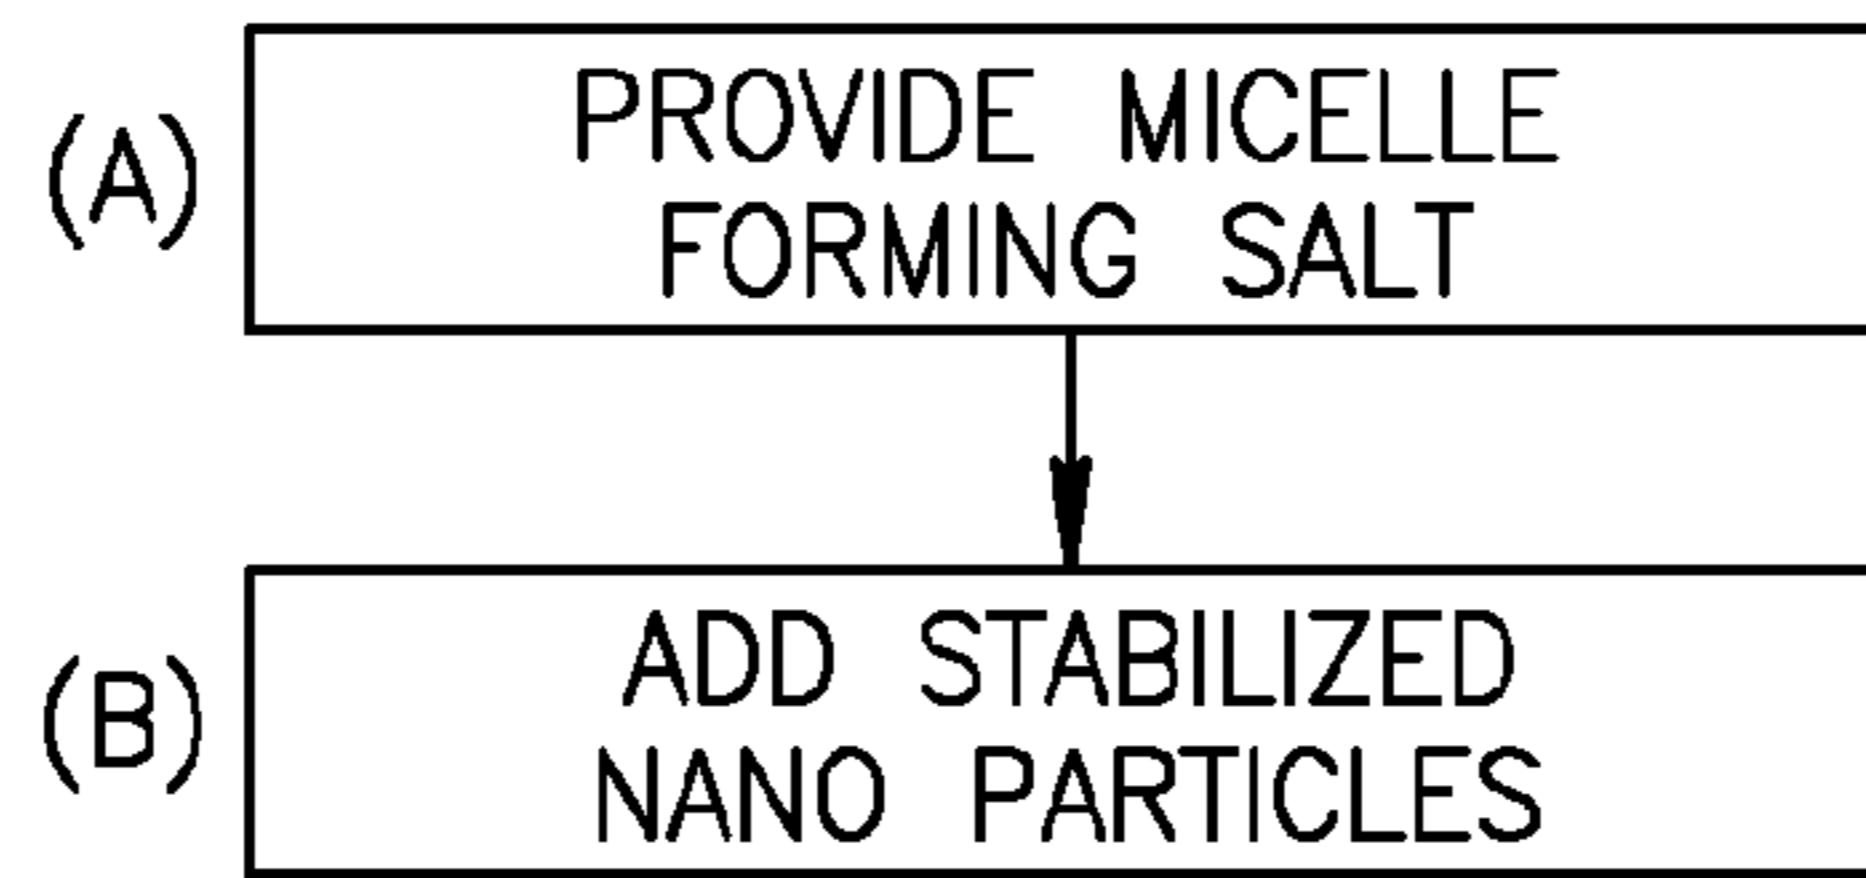 (A)
PROVIDE MICELLE
FORMING SALT
(B)
ADD STABILIZED
NANO PARTICLES